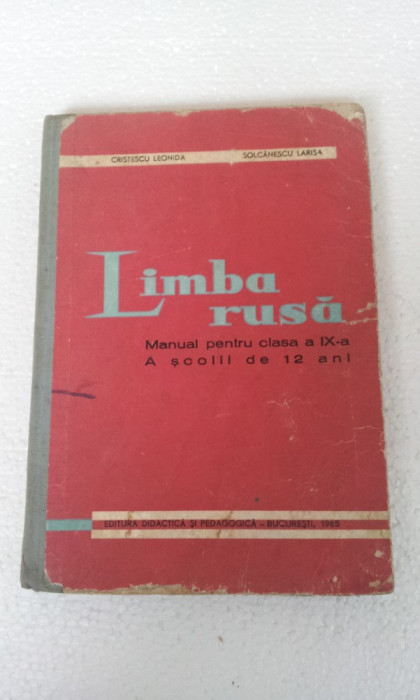 CRISTESCU LEONIDA SOLCĂNESCU LARISA
Limba
rusă
Manual pentru clasa a IX-a
A școlii de 12 ani
EDITURA DIDACTICĂ ȘI PEDAGOGICĂ – BUCUREȘTI, 1965